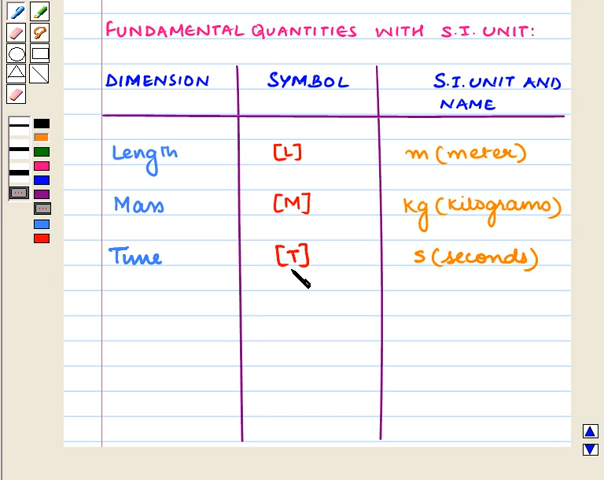 FUNDAMENTAL QUANTITIES WITH S.I. UNIT:
DIMENSION SYMBOL S.I. UNIT AND NAME
Length [L] m (meter)
Mass [M] kg (kilograms)
Time [T] s (seconds)